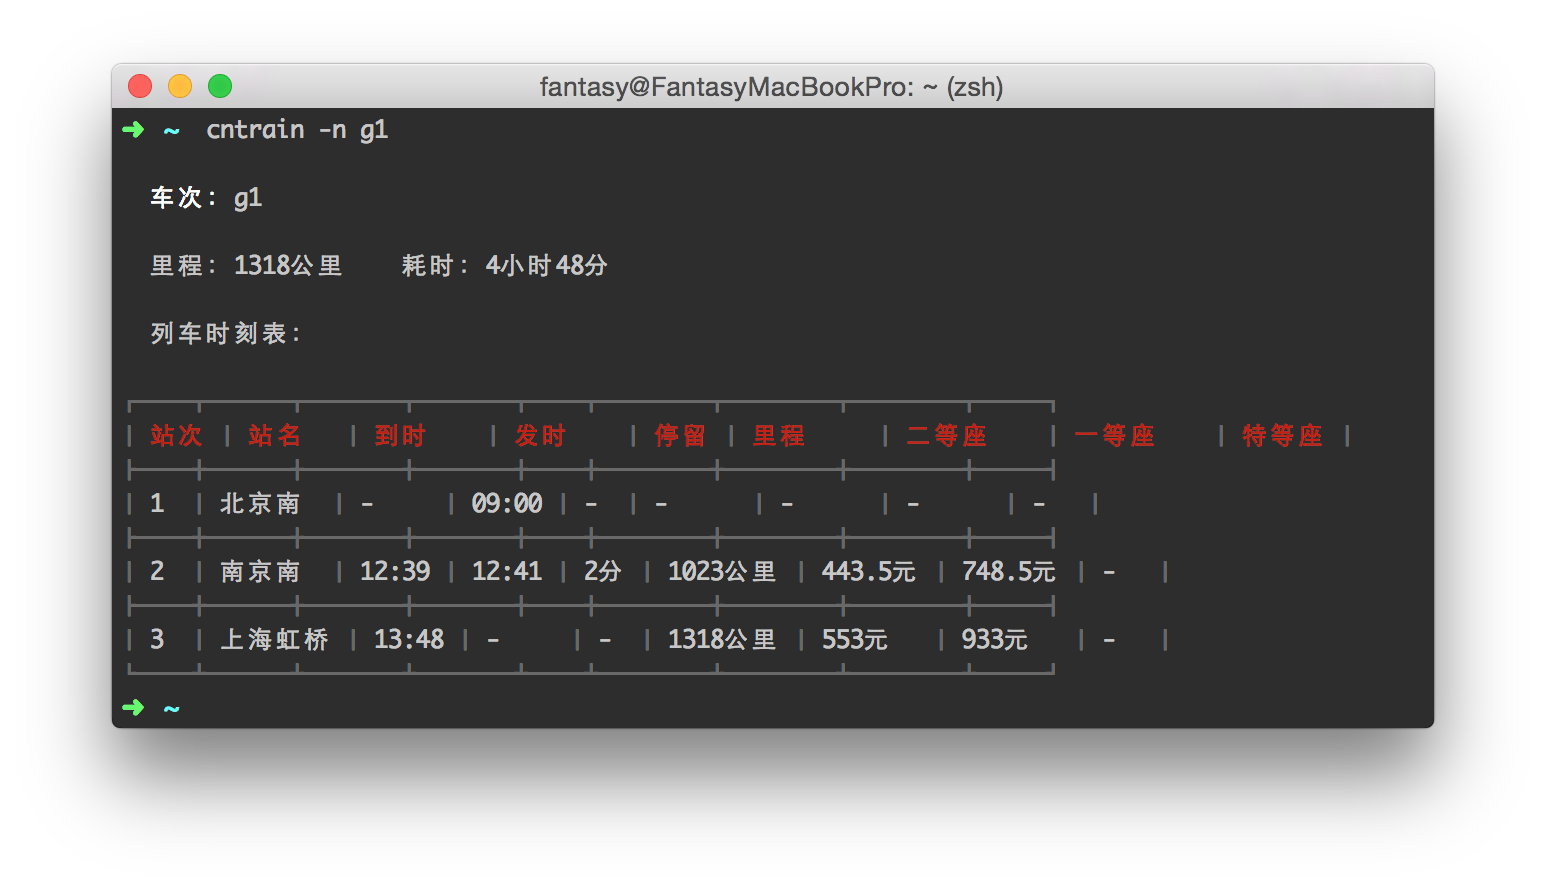 fantasy@FantasyMacBookPro: ~ (zsh)
➜ ~ cntrain -n g1
车次: g1
里程: 1318公里 耗时: 4小时48分
列车时刻表:
| 站次 | 站名 | 到时 | 发时 | 停留 | 里程 | 二等座 | 一等座 | 特等座 |
| 1 | 北京南 | - | 09:00 | - | - | - | - | - |
| 2 | 南京南 | 12:39 | 12:41 | 2分 | 1023公里 | 443.5元 | 748.5元 | - |
| 3 | 上海虹桥 | 13:48 | - | - | 1318公里 | 553元 | 933元 | - |
➜ ~